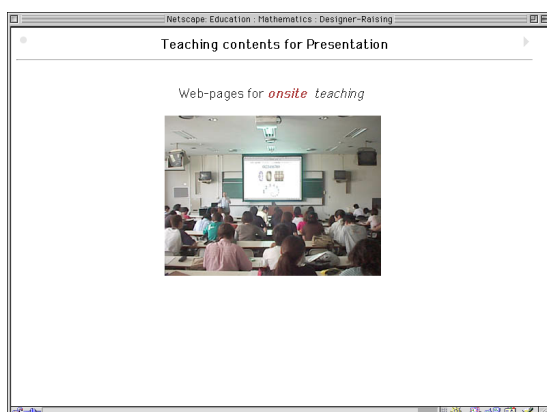 Netscape: Education : Mathematics : Designer-Raising
Teaching contents for Presentation
Web-pages for onsite teaching